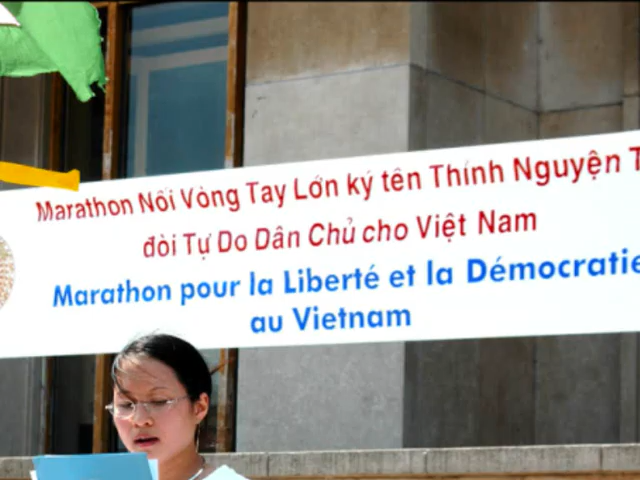 Marathon Nối Vòng Tay Lớn ký tên Thính Nguyện
đòi Tự Do Dân Chủ cho Việt Nam
Marathon pour la Liberté et la Démocratie
au Vietnam